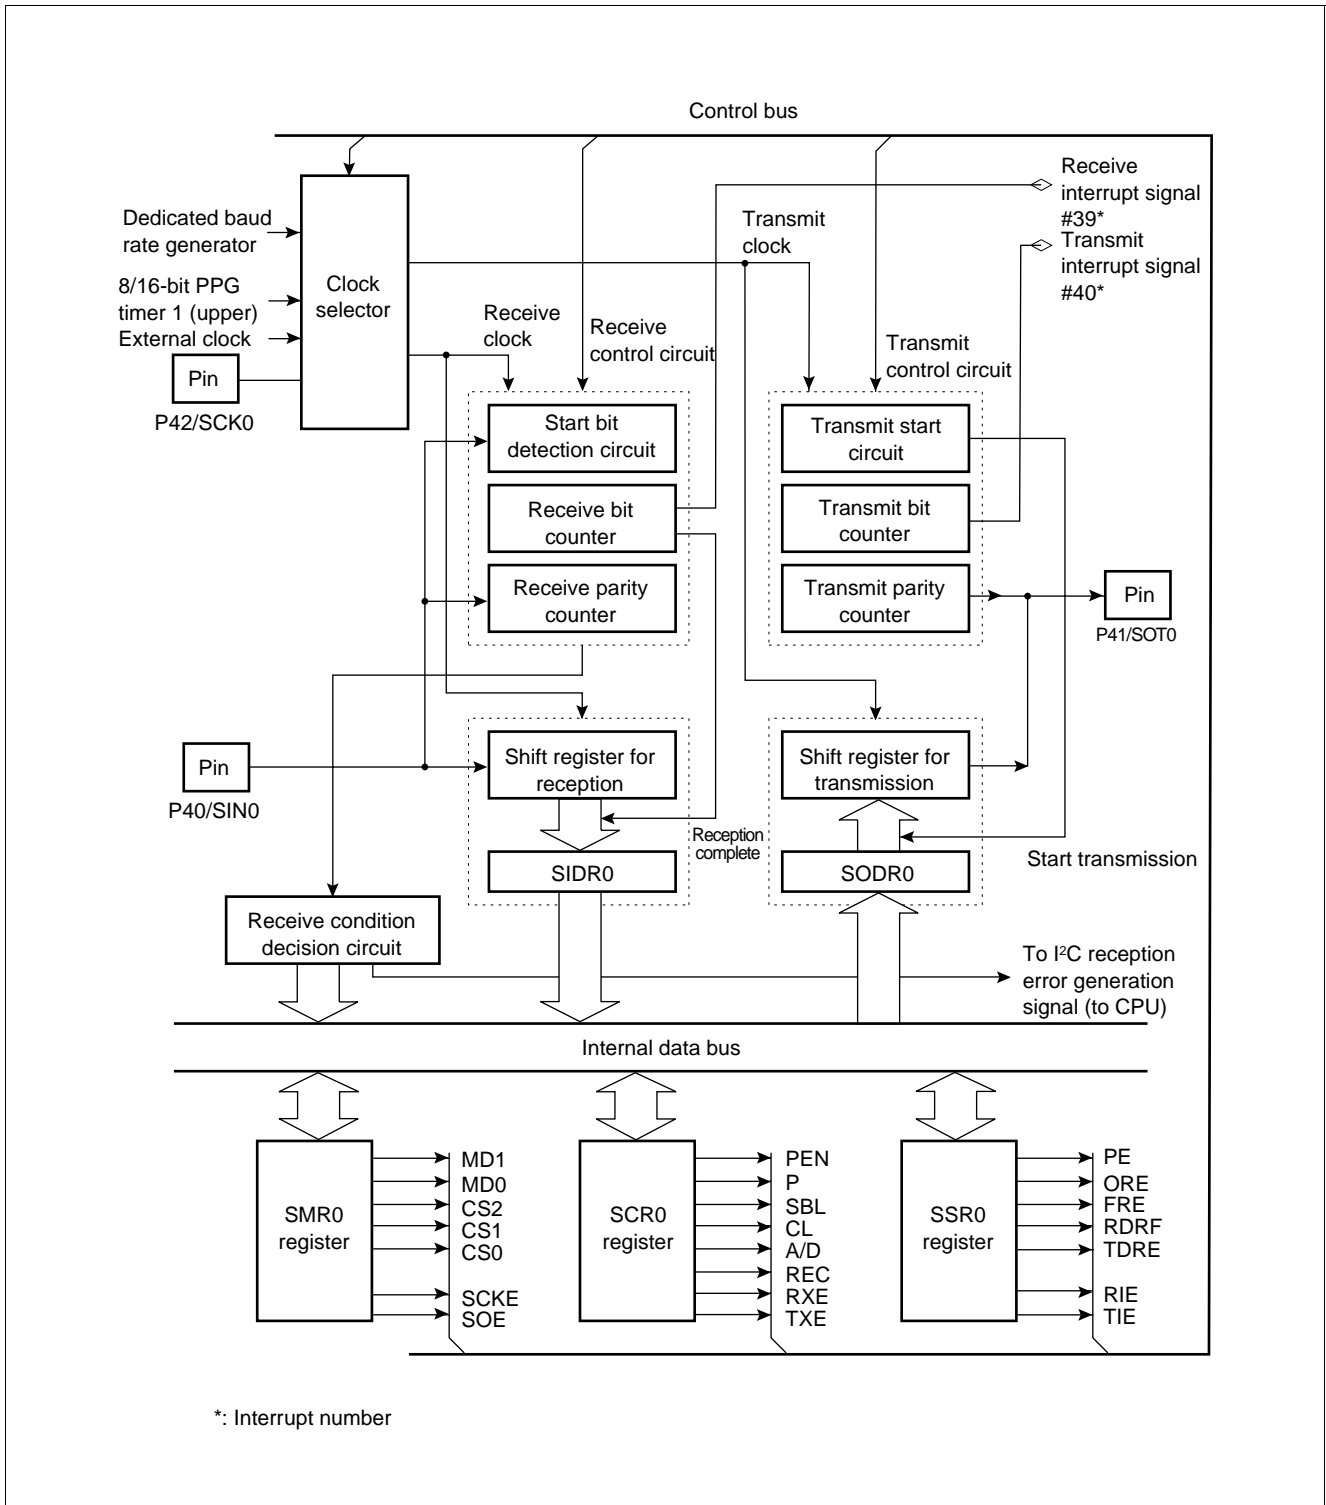 Control bus
Receive
interrupt signal
#39*
Transmit
interrupt signal
#40*
Dedicated baud
rate generator
8/16-bit PPG
timer 1 (upper)
External clock
Pin
P42/SCK0
Clock
selector
Transmit
clock
Receive
clock
Receive
control circuit
Transmit
control circuit
Start bit
detection circuit
Receive bit
counter
Receive parity
counter
Transmit start
circuit
Transmit bit
counter
Transmit parity
counter
Pin
P41/SOT0
Pin
P40/SIN0
Shift register for
reception
Shift register for
transmission
Reception
complete
Start transmission
SIDR0
SODR0
Receive condition
decision circuit
To I²C reception
error generation
signal (to CPU)
Internal data bus
SMR0
register
MD1
MD0
CS2
CS1
CS0
SCKE
SOE
SCR0
register
PEN
P
SBL
CL
A/D
REC
RXE
TXE
SSR0
register
PE
ORE
FRE
RDRF
TDRE
RIE
TIE
*: Interrupt number